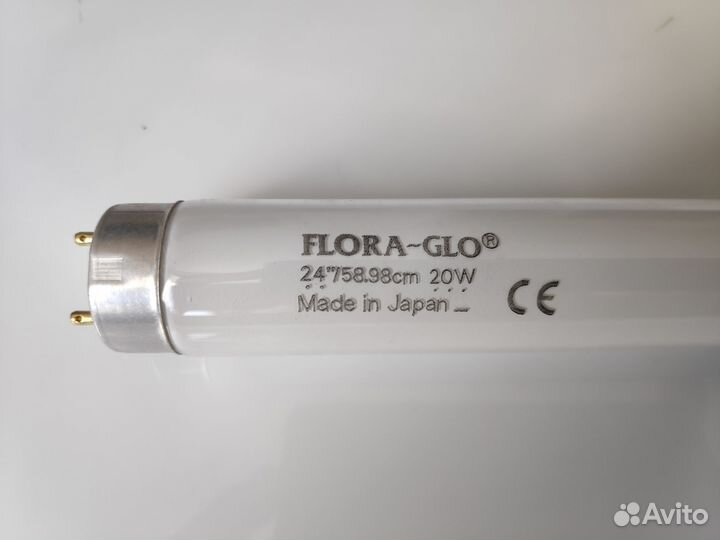 FLORA~GLO®
24"/58.98cm 20W
Made in Japan _
CE
Avito